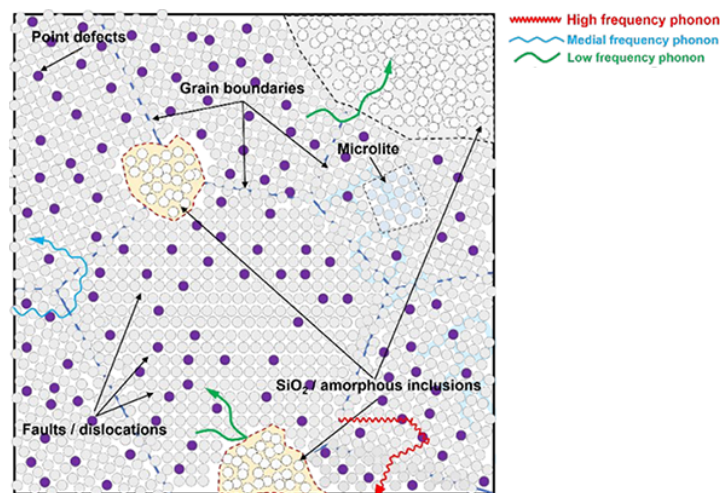 Point defects
Grain boundaries
Microlite
SiO₂ / amorphous inclusions
Faults / dislocations
High frequency phonon
Medial frequency phonon
Low frequency phonon